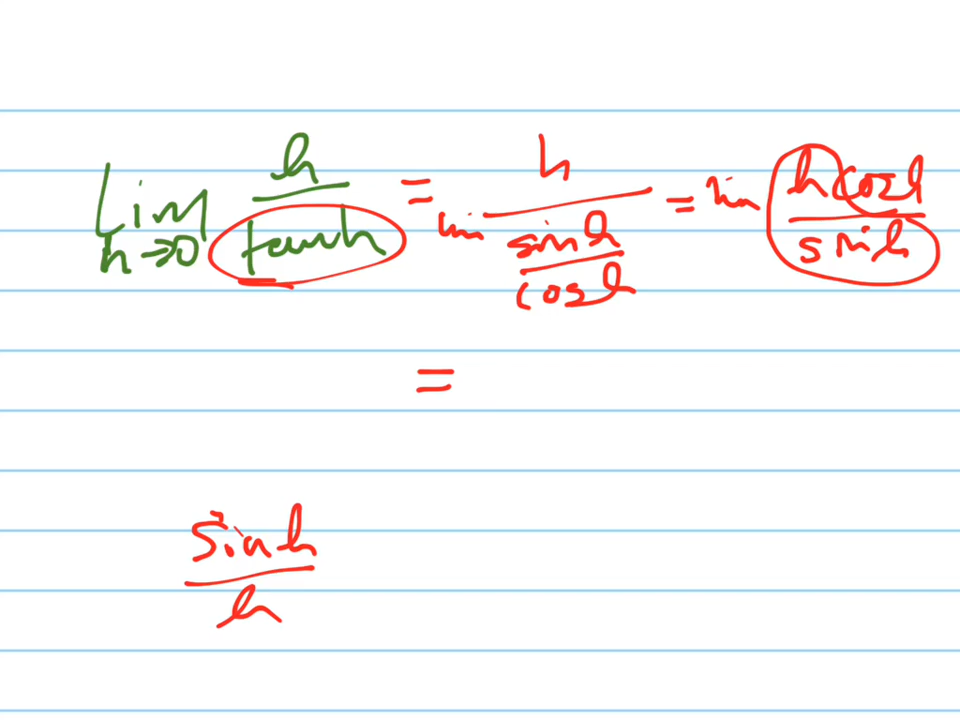 lim h→0 h/tanh = lim h/(sinh/cosh) = lim hcosh/sinh
=
sinh/h